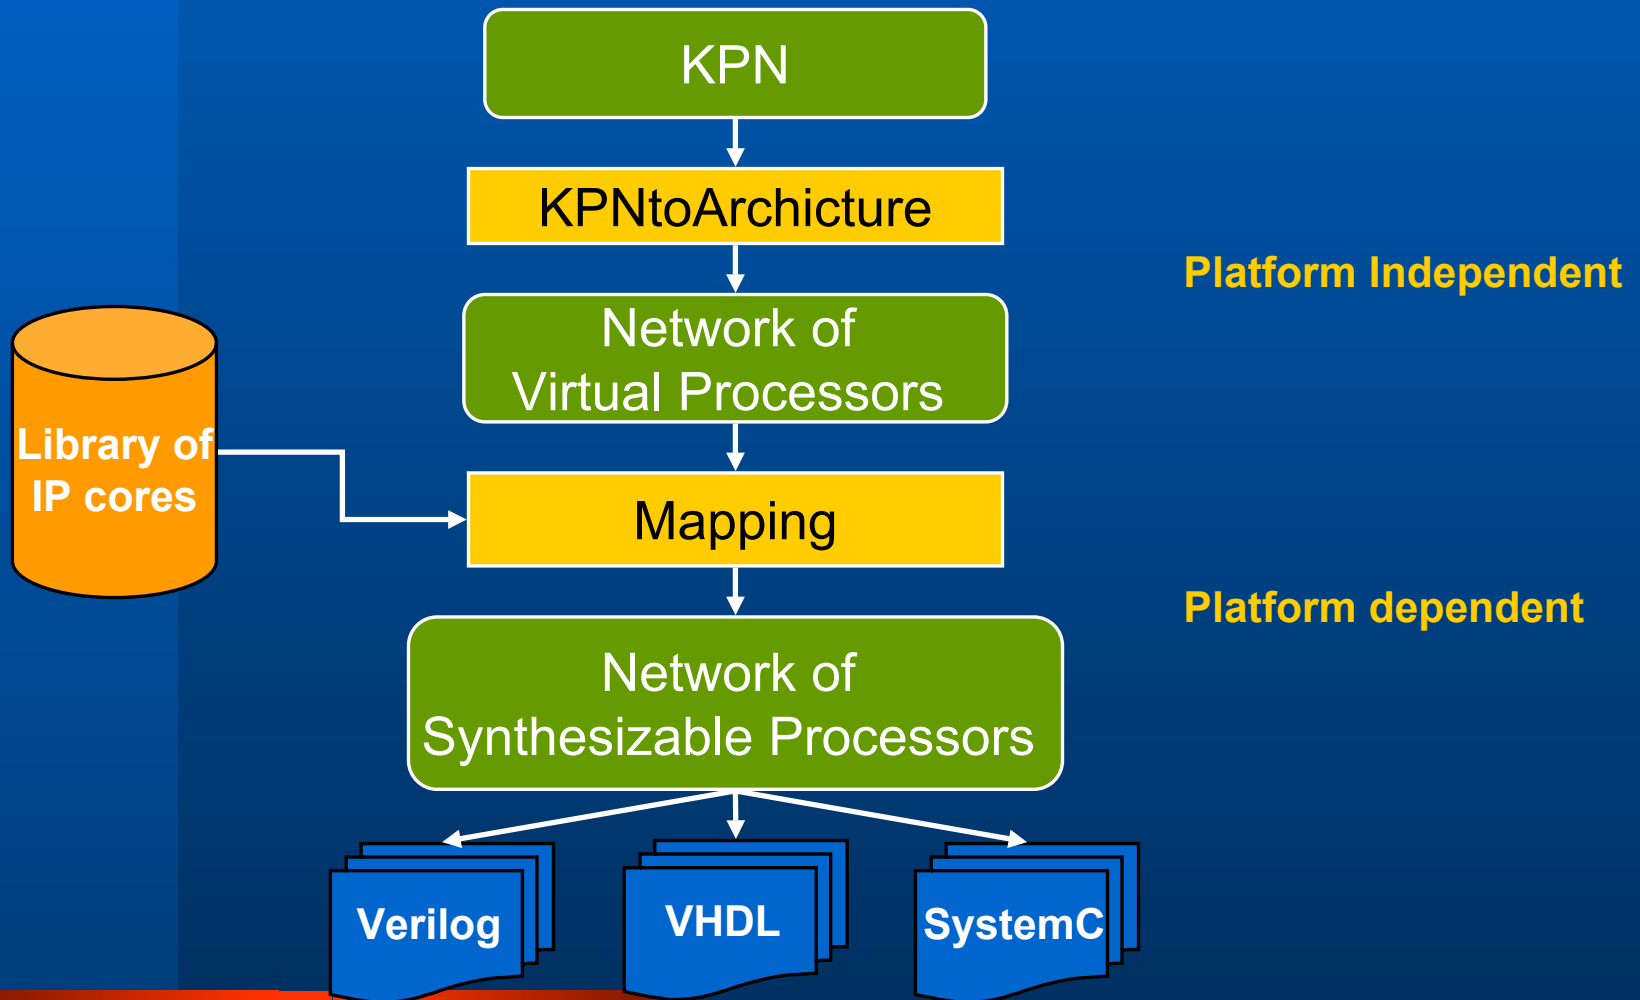 KPN
KPNtoArchicture
Platform Independent
Network of
Virtual Processors
Library of
IP cores
Mapping
Platform dependent
Network of
Synthesizable Processors
Verilog
VHDL
SystemC